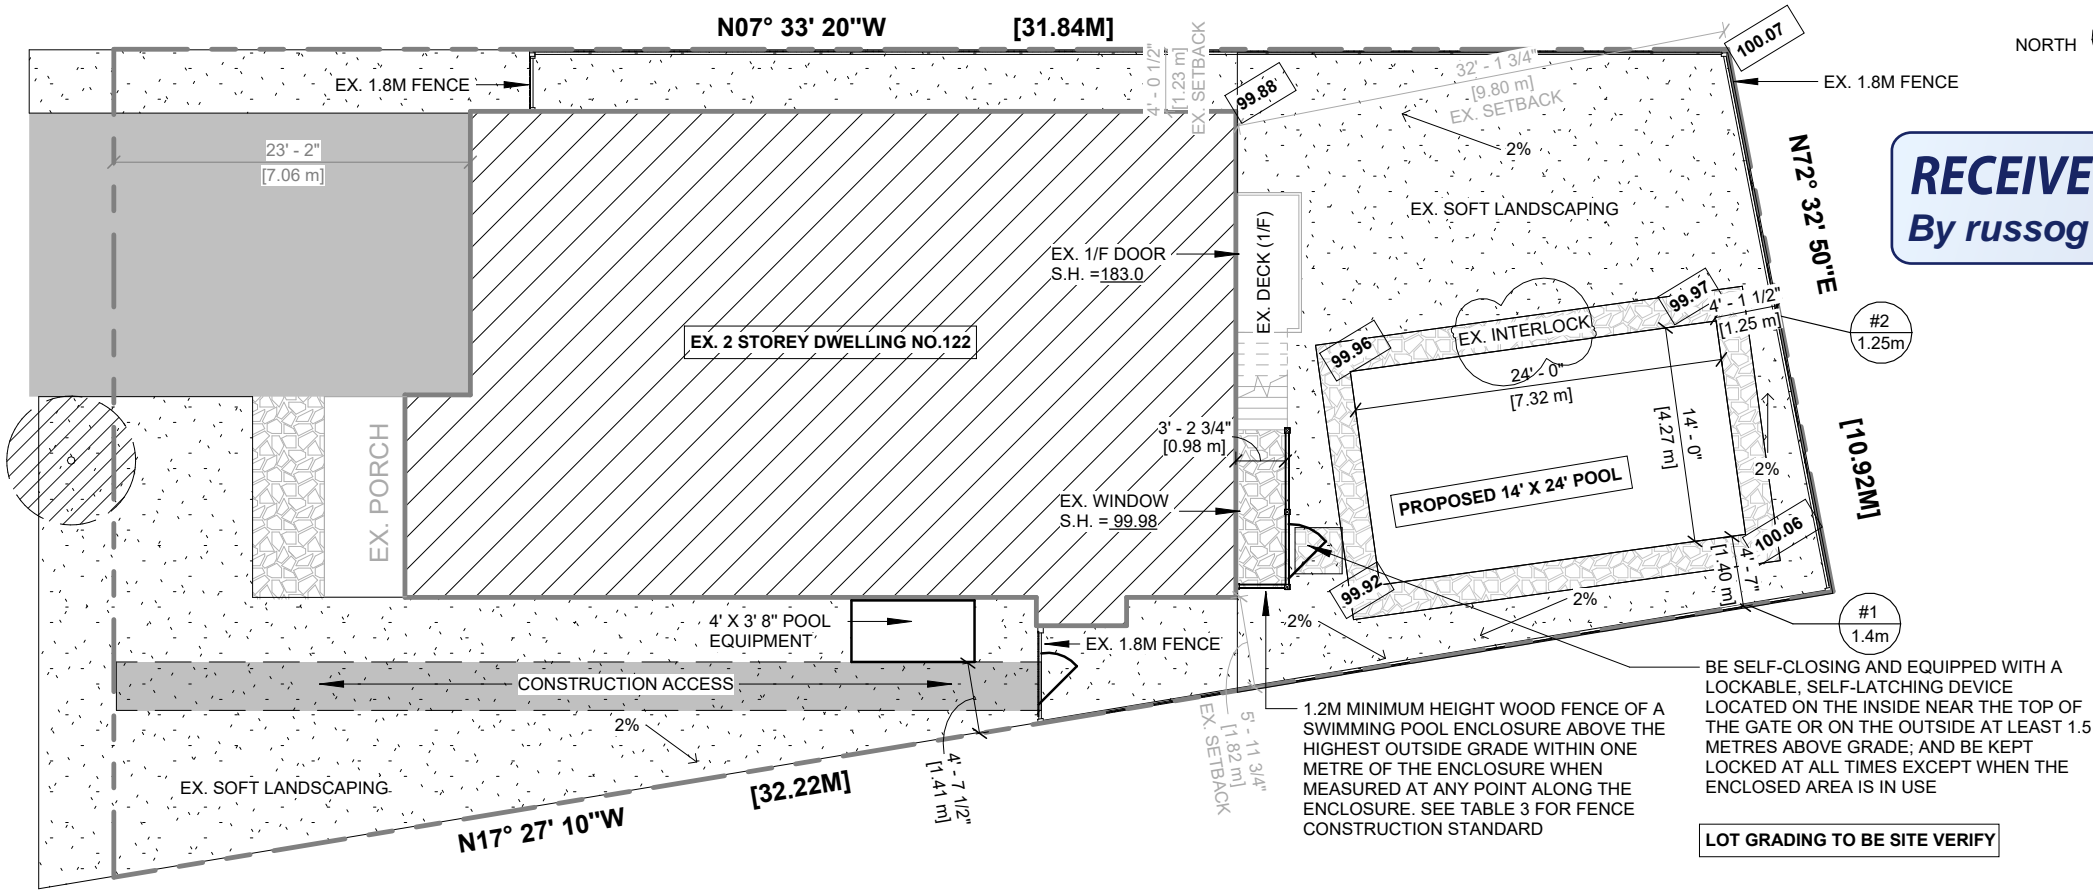 N07° 33' 20"W [31.84M]
NORTH
EX. 1.8M FENCE
4' - 0 1/2"
[1.23 m]
EX. SETBACK
99.88
32' - 1 3/4"
[9.80 m]
EX. SETBACK
100.07
EX. 1.8M FENCE
23' - 2"
[7.06 m]
2%
N72° 32' 50"E
RECEIVE
By russog
EX. SOFT LANDSCAPING
EX. 1/F DOOR
S.H. =183.0
EX. DECK (1/F)
EX. 2 STOREY DWELLING NO.122
99.96
EX. INTERLOCK
99.97
4' - 1 1/2"
[1.25 m]
#2
1.25m
24' - 0"
[7.32 m]
14' - 0"
[4.27 m]
[10.92M]
3' - 2 3/4"
[0.98 m]
EX. PORCH
2%
PROPOSED 14' X 24' POOL
EX. WINDOW
S.H. = 99.98
100.06
99.92
4' - 7"
[1.40 m]
2%
2%
#1
1.4m
4' X 3' 8" POOL
EQUIPMENT
EX. 1.8M FENCE
CONSTRUCTION ACCESS
2%
EX. SOFT LANDSCAPING
4' - 7 1/2"
[1.41 m]
5' - 11 3/4"
[1.82 m]
EX. SETBACK
N17° 27' 10"W [32.22M]
1.2M MINIMUM HEIGHT WOOD FENCE OF A
SWIMMING POOL ENCLOSURE ABOVE THE
HIGHEST OUTSIDE GRADE WITHIN ONE
METRE OF THE ENCLOSURE WHEN
MEASURED AT ANY POINT ALONG THE
ENCLOSURE. SEE TABLE 3 FOR FENCE
CONSTRUCTION STANDARD
BE SELF-CLOSING AND EQUIPPED WITH A
LOCKABLE, SELF-LATCHING DEVICE
LOCATED ON THE INSIDE NEAR THE TOP OF
THE GATE OR ON THE OUTSIDE AT LEAST 1.5
METRES ABOVE GRADE; AND BE KEPT
LOCKED AT ALL TIMES EXCEPT WHEN THE
ENCLOSED AREA IS IN USE
LOT GRADING TO BE SITE VERIFY